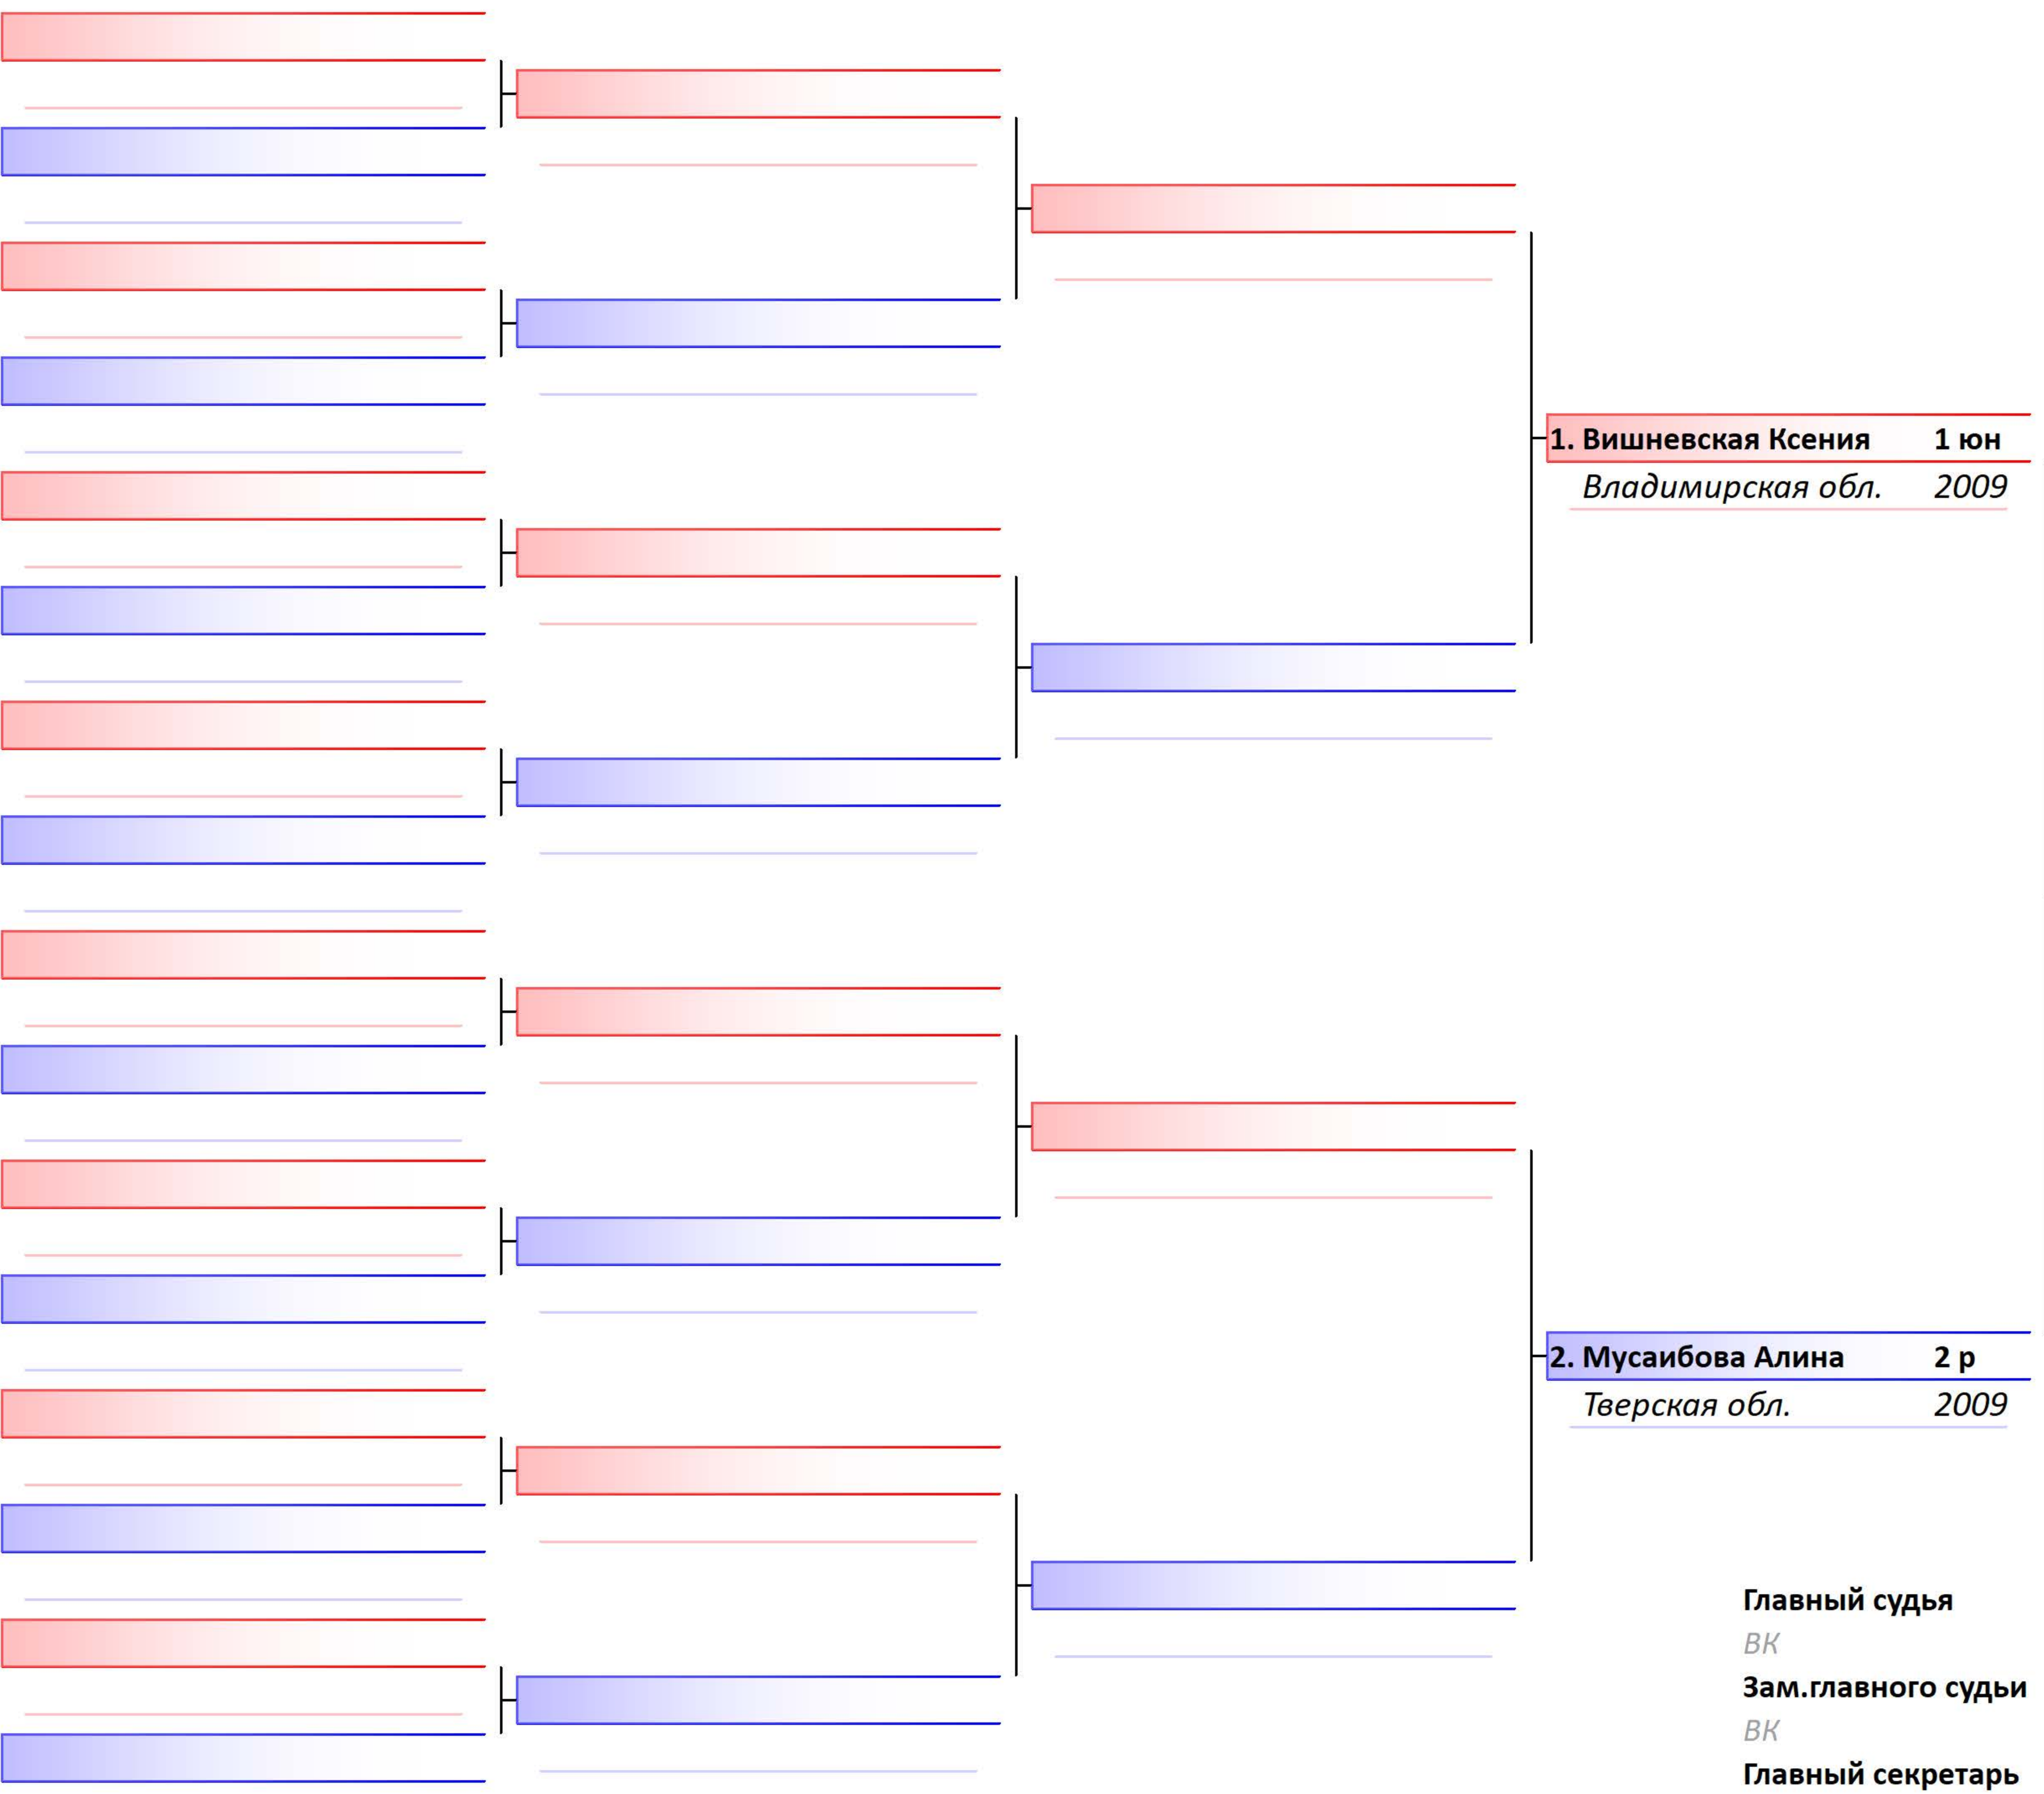 1. Вишневская Ксения 1 юн
Владимирская обл. 2009
2. Мусаибова Алина 2 р
Тверская обл. 2009
Главный судья
ВК
Зам.главного судьи
ВК
Главный секретарь